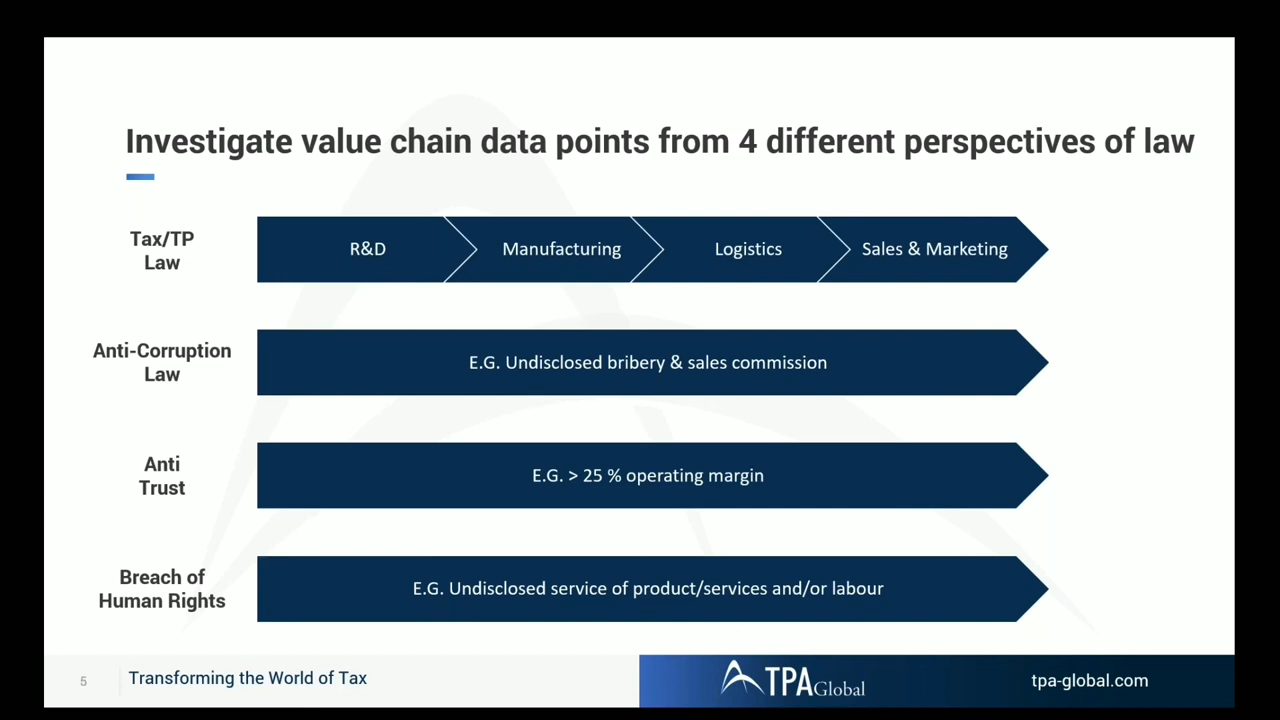 Investigate value chain data points from 4 different perspectives of law
Tax/TP
Law
R&D
Manufacturing
Logistics
Sales & Marketing
Anti-Corruption
Law
E.G. Undisclosed bribery & sales commission
Anti
Trust
E.G. > 25 % operating margin
Breach of
Human Rights
E.G. Undisclosed service of product/services and/or labour
5
Transforming the World of Tax
TPA Global
tpa-global.com